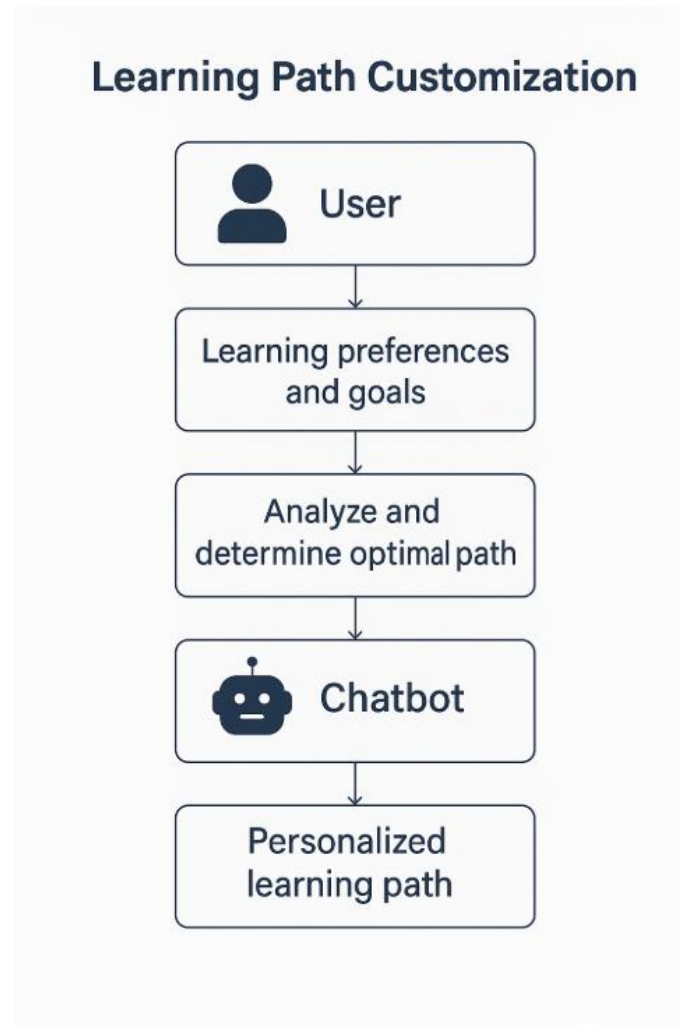 Learning Path Customization
User
Learning preferences
and goals
Analyze and
determine optimal path
Chatbot
Personalized
learning path